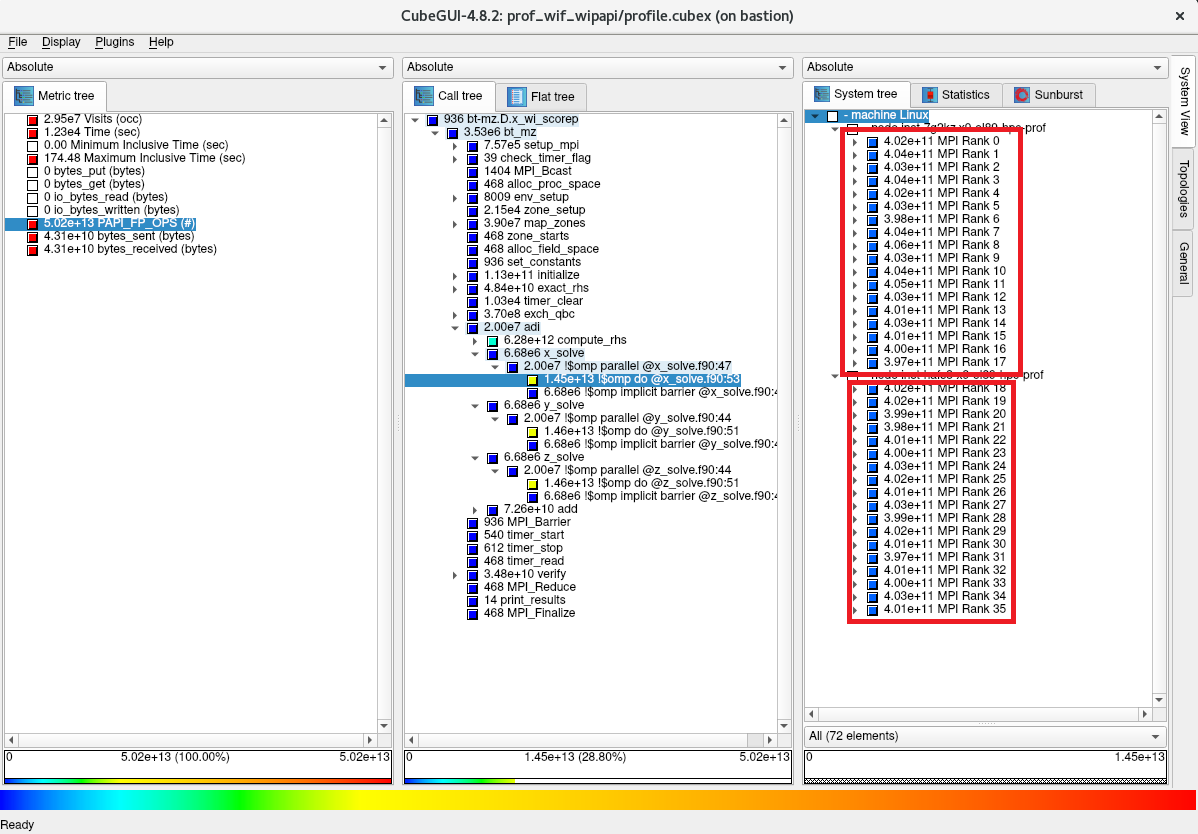 CubeGUI-4.8.2: prof_wif_wipapi/profile.cubex (on bastion)
File Display Plugins Help
Absolute
Metric tree
2.95e7 Visits (occ)
1.23e4 Time (sec)
0.00 Minimum Inclusive Time (sec)
174.48 Maximum Inclusive Time (sec)
0 bytes_put (bytes)
0 bytes_get (bytes)
0 io_bytes_read (bytes)
0 io_bytes_written (bytes)
5.02e+13 PAPI_FP_OPS (#)
4.31e+10 bytes_sent (bytes)
4.31e+10 bytes_received (bytes)
0 5.02e+13 (100.00%) 5.02e+13
Absolute
Call tree Flat tree
936 bt-mz.D.x_wi_scorep
3.53e6 bt_mz
7.57e5 setup_mpi
39 check_timer_flag
1404 MPI_Bcast
468 alloc_proc_space
8009 env_setup
2.15e4 zone_setup
3.90e7 map_zones
468 zone_starts
468 alloc_field_space
936 set_constants
1.13e+11 initialize
4.84e+10 exact_rhs
1.03e4 timer_clear
3.70e8 exch_qbc
2.00e7 adi
6.28e+12 compute_rhs
6.68e6 x_solve
2.00e7 !$omp parallel @x_solve.f90:47
1.45e+13 !$omp do @x_solve.f90:53
6.68e6 !$omp implicit barrier @x_solve.f90:
6.68e6 y_solve
2.00e7 !$omp parallel @y_solve.f90:44
1.46e+13 !$omp do @y_solve.f90:51
6.68e6 !$omp implicit barrier @y_solve.f90:
6.68e6 z_solve
2.00e7 !$omp parallel @z_solve.f90:44
1.46e+13 !$omp do @z_solve.f90:51
6.68e6 !$omp implicit barrier @z_solve.f90:
7.26e+10 add
936 MPI_Barrier
540 timer_start
612 timer_stop
468 timer_read
3.48e+10 verify
468 MPI_Reduce
14 print_results
468 MPI_Finalize
0 1.45e+13 (28.80%) 5.02e+13
Absolute
System tree Statistics Sunburst
- machine Linux
4.02e+11 MPI Rank 0
4.04e+11 MPI Rank 1
4.03e+11 MPI Rank 2
4.04e+11 MPI Rank 3
4.02e+11 MPI Rank 4
4.03e+11 MPI Rank 5
3.98e+11 MPI Rank 6
4.04e+11 MPI Rank 7
4.06e+11 MPI Rank 8
4.03e+11 MPI Rank 9
4.04e+11 MPI Rank 10
4.05e+11 MPI Rank 11
4.03e+11 MPI Rank 12
4.01e+11 MPI Rank 13
4.03e+11 MPI Rank 14
4.01e+11 MPI Rank 15
4.00e+11 MPI Rank 16
3.97e+11 MPI Rank 17
4.02e+11 MPI Rank 18
4.02e+11 MPI Rank 19
3.99e+11 MPI Rank 20
3.98e+11 MPI Rank 21
4.01e+11 MPI Rank 22
4.00e+11 MPI Rank 23
4.03e+11 MPI Rank 24
4.02e+11 MPI Rank 25
4.01e+11 MPI Rank 26
4.03e+11 MPI Rank 27
3.99e+11 MPI Rank 28
4.02e+11 MPI Rank 29
4.01e+11 MPI Rank 30
3.97e+11 MPI Rank 31
4.01e+11 MPI Rank 32
4.00e+11 MPI Rank 33
4.03e+11 MPI Rank 34
4.01e+11 MPI Rank 35
All (72 elements)
0 1.45e+13
System View
Topologies
General
Ready